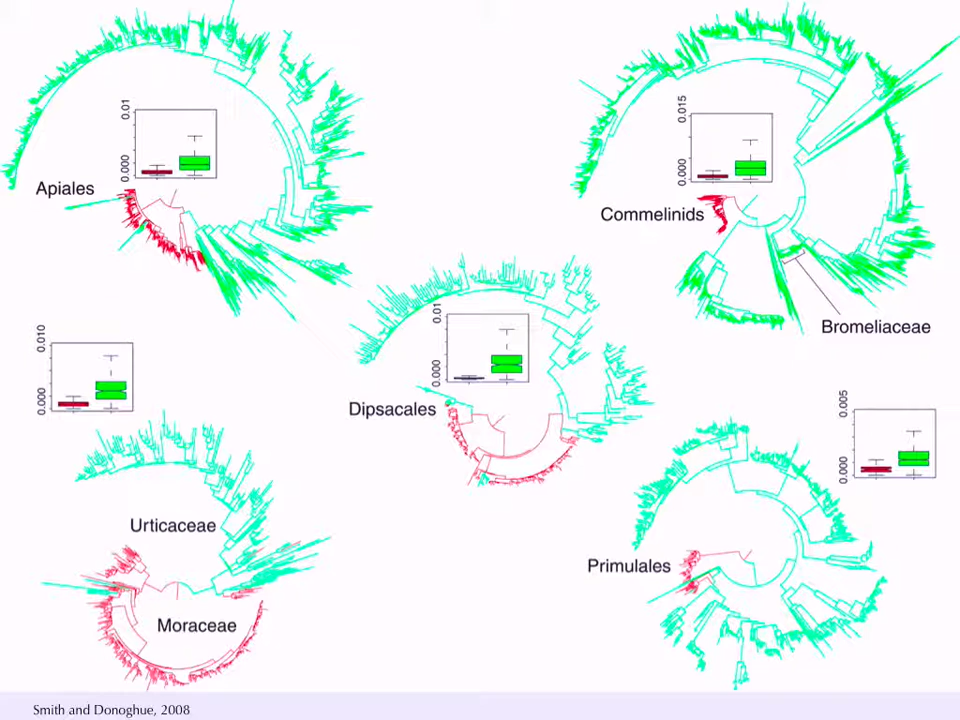 0.01
0.000
Apiales
0.015
0.000
Commelinids
Bromeliaceae
0.01
0.000
Dipsacales
0.010
0.000
Urticaceae
Moraceae
0.005
0.000
Primulales
Smith and Donoghue, 2008